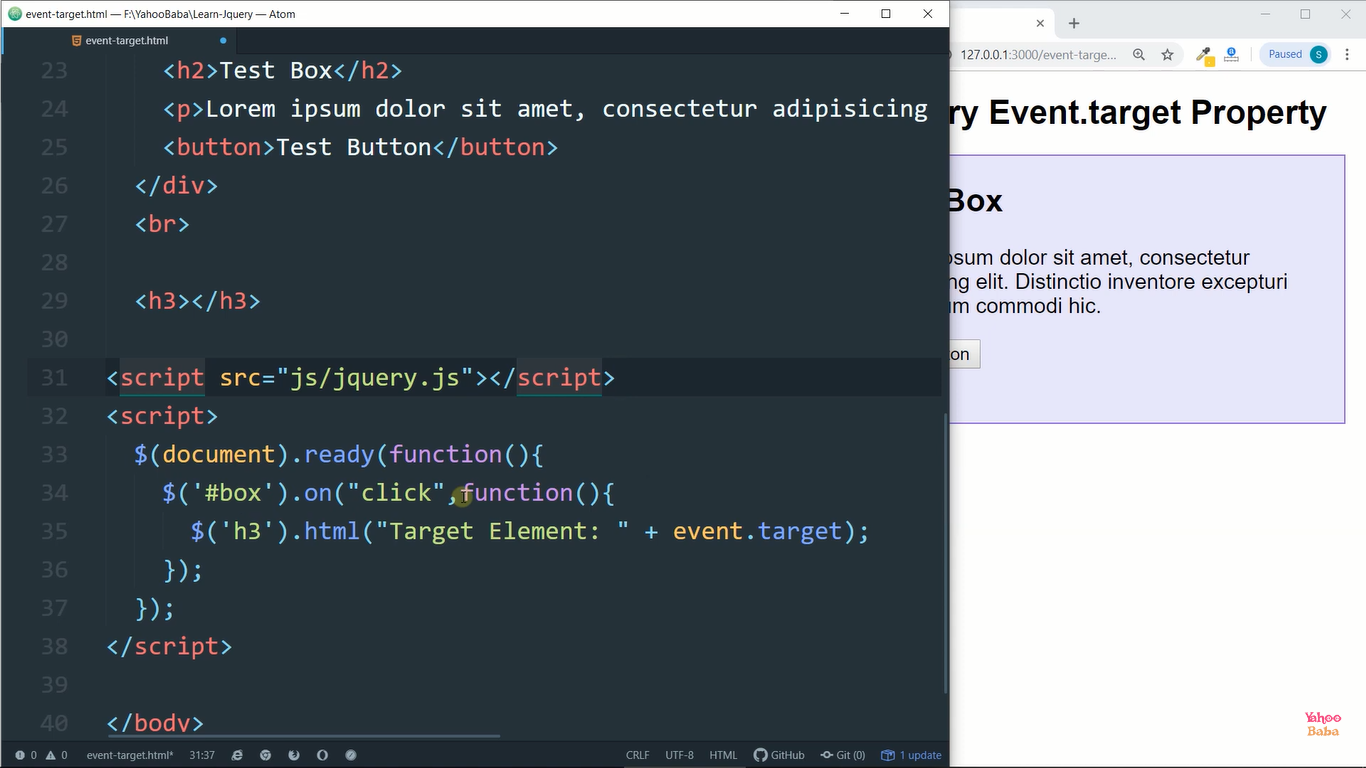 event-target.html — F:\YahooBaba\Learn-Jquery — Atom
event-target.html
23 <h2>Test Box</h2>
24 <p>Lorem ipsum dolor sit amet, consectetur adipisicing
25 <button>Test Button</button>
26 </div>
27 <br>
28
29 <h3></h3>
30
31 <script src="js/jquery.js"></script>
32 <script>
33 $(document).ready(function(){
34 $('#box').on("click",function(){
35 $('h3').html("Target Element: " + event.target);
36 });
37 });
38 </script>
39
40 </body>
0 0 event-target.html* 31:37 CRLF UTF-8 HTML GitHub Git (0) 1 update
127.0.0.1:3000/event-targe... Paused S
ry Event.target Property
Box
psum dolor sit amet, consectetur
ng elit. Distinctio inventore excepturi
um commodi hic.
on
Yahoo
Baba